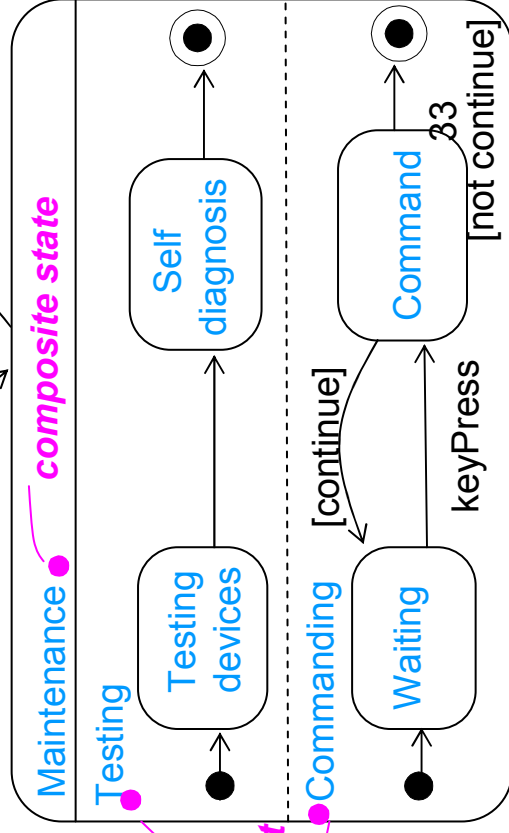 Maintenance
composite state
Testing
Testing
devices
Self
diagnosis
Commanding
Waiting
[continue]
keyPress
Command
33
[not continue]
t